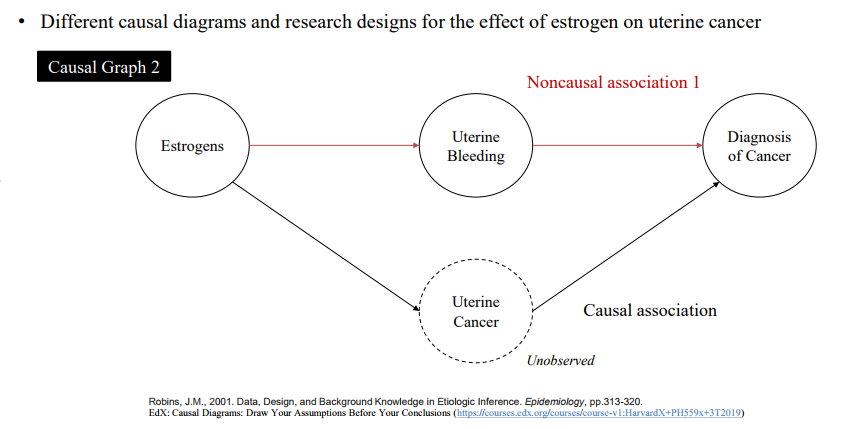 • Different causal diagrams and research designs for the effect of estrogen on uterine cancer
Causal Graph 2
Noncausal association 1
Estrogens
Uterine
Bleeding
Diagnosis
of Cancer
Uterine
Cancer
Causal association
Unobserved
Robins, J.M., 2001. Data, Design, and Background Knowledge in Etiologic Inference. Epidemiology, pp.313-320.
EdX: Causal Diagrams: Draw Your Assumptions Before Your Conclusions (https://courses.edx.org/courses/course-v1:HarvardX+PH559x+3T2019)